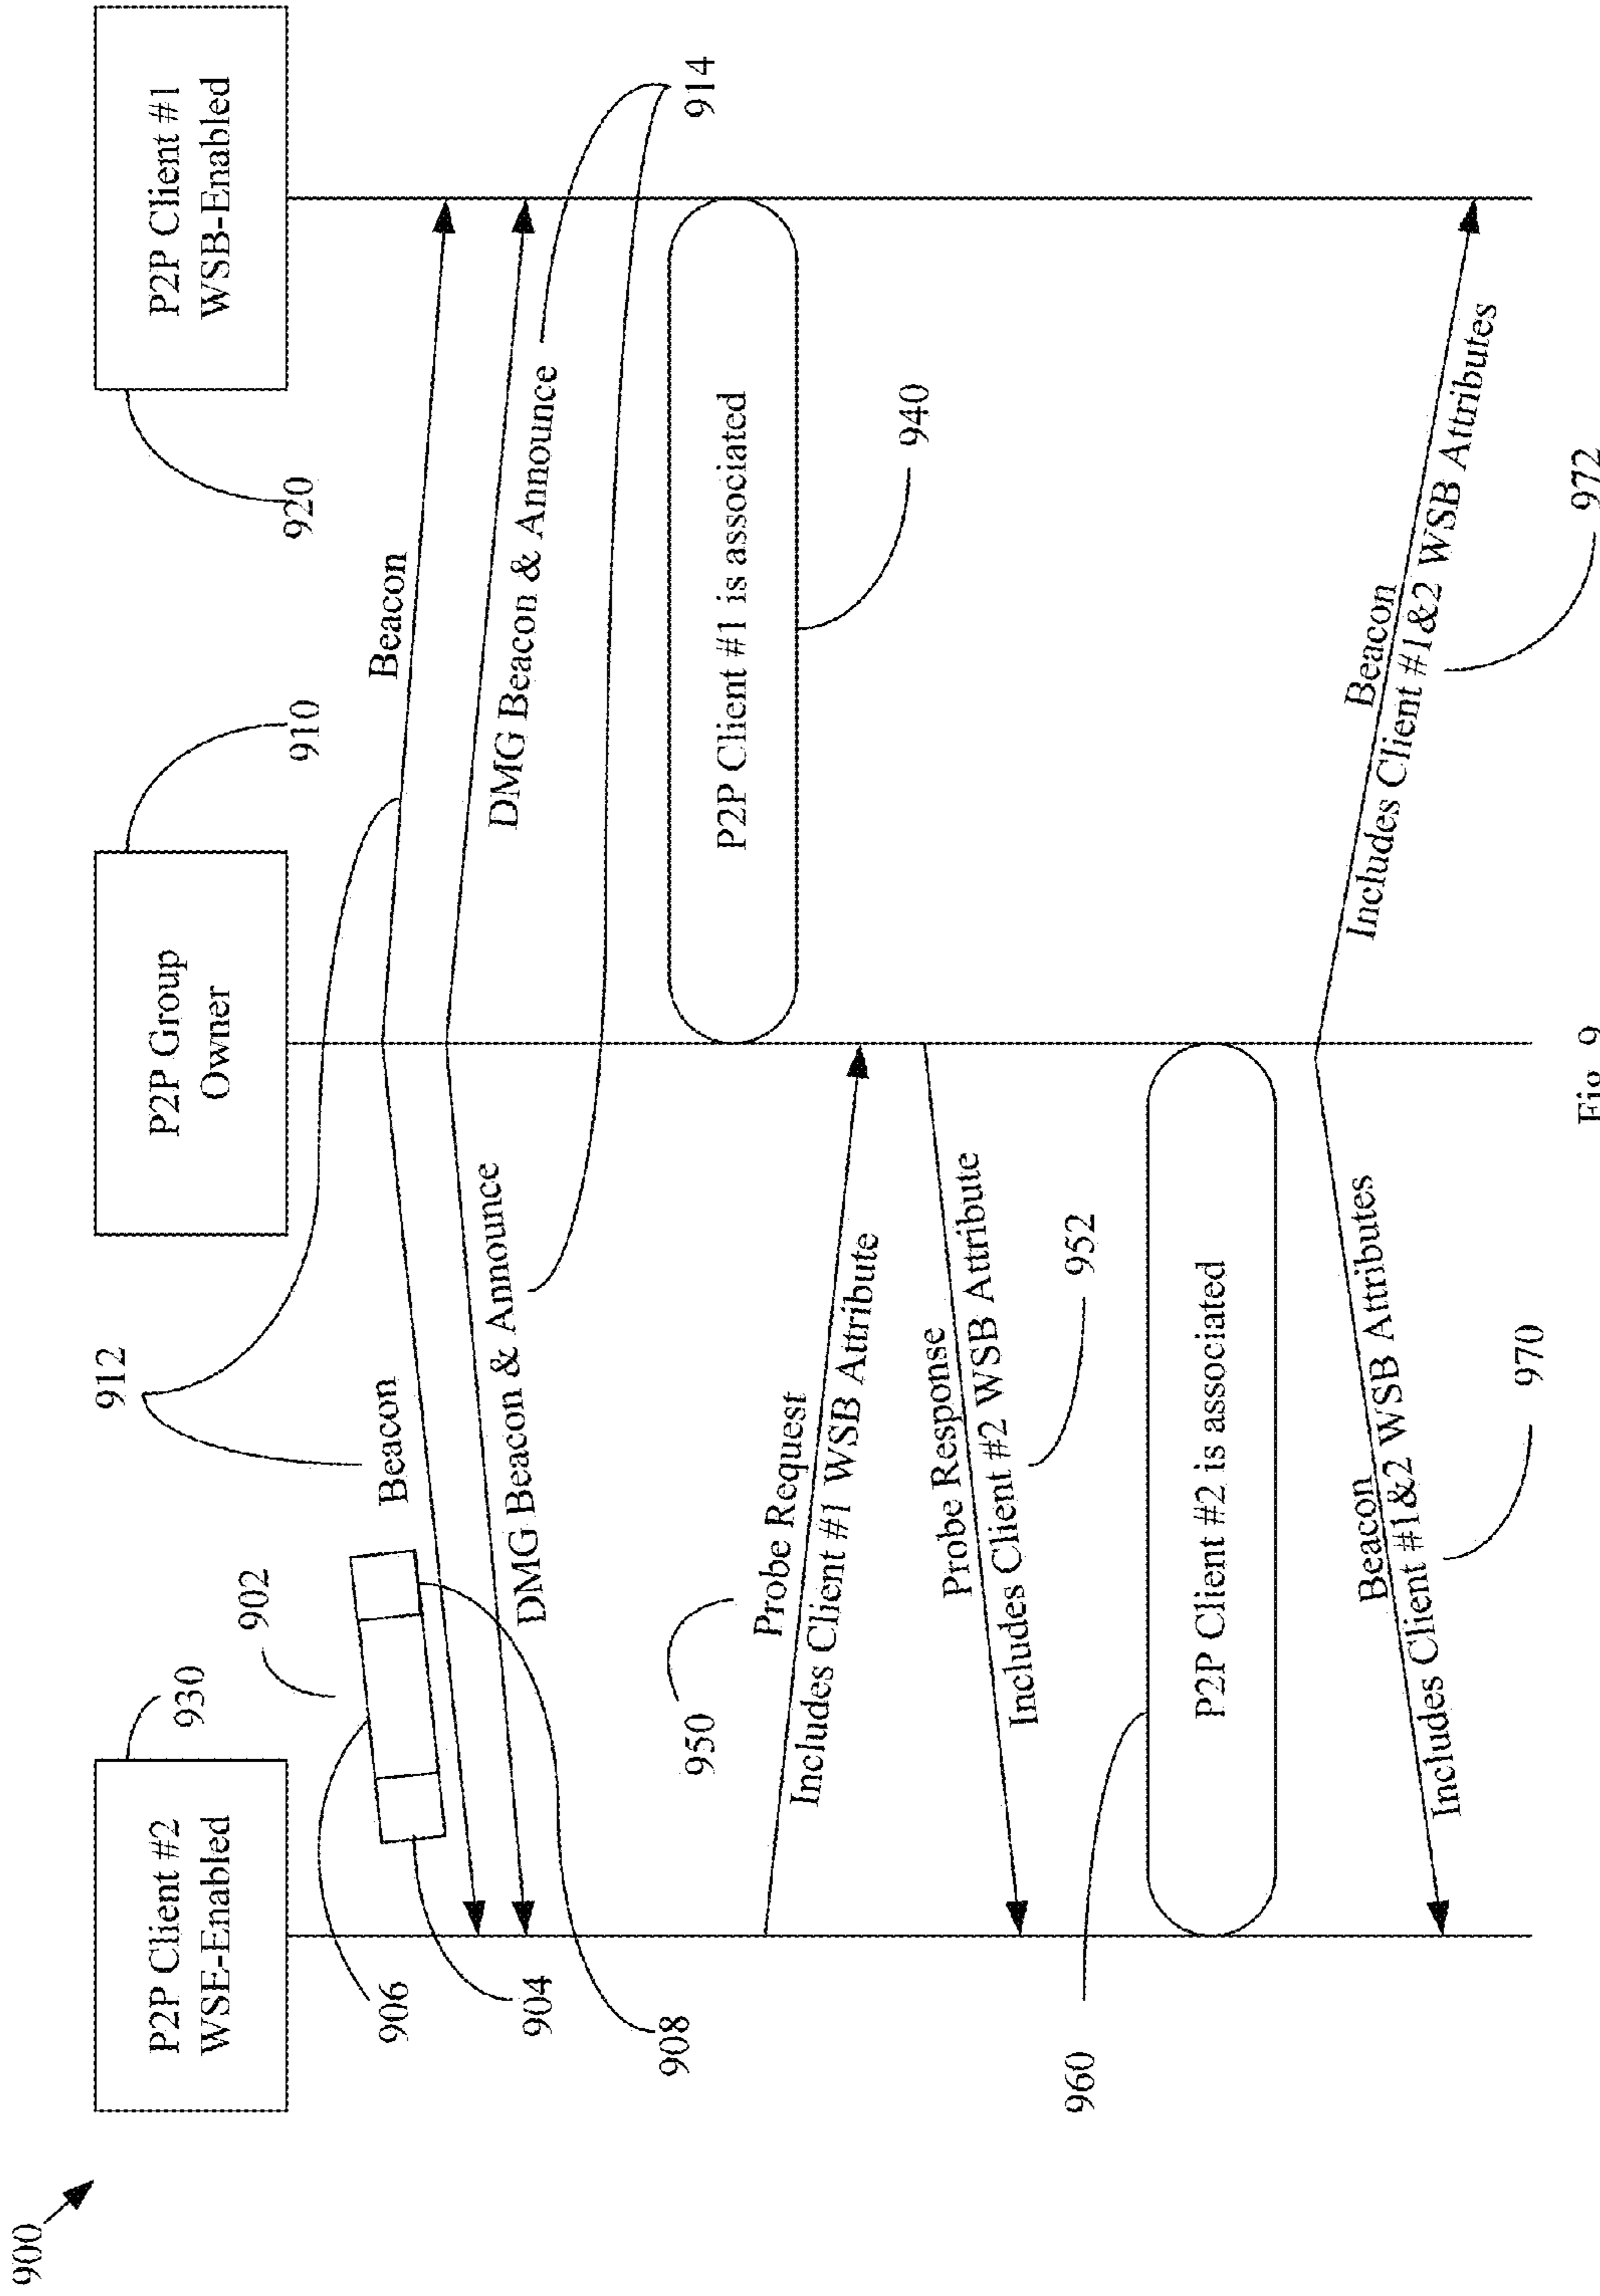 900
P2P Client #2
WSE-Enabled
930
P2P Group
Owner
910
P2P Client #1
WSB-Enabled
920
902
912
906
904
908
Beacon
Beacon
DMG Beacon & Announce
DMG Beacon & Announce
914
P2P Client #1 is associated
940
950
Probe Request
Includes Client #1 WSB Attribute
Probe Response
Includes Client #2 WSB Attribute
952
P2P Client #2 is associated
960
Beacon
Includes Client #1&2 WSB Attributes
970
Beacon
Includes Client #1&2 WSB Attributes
972
Fig. 9